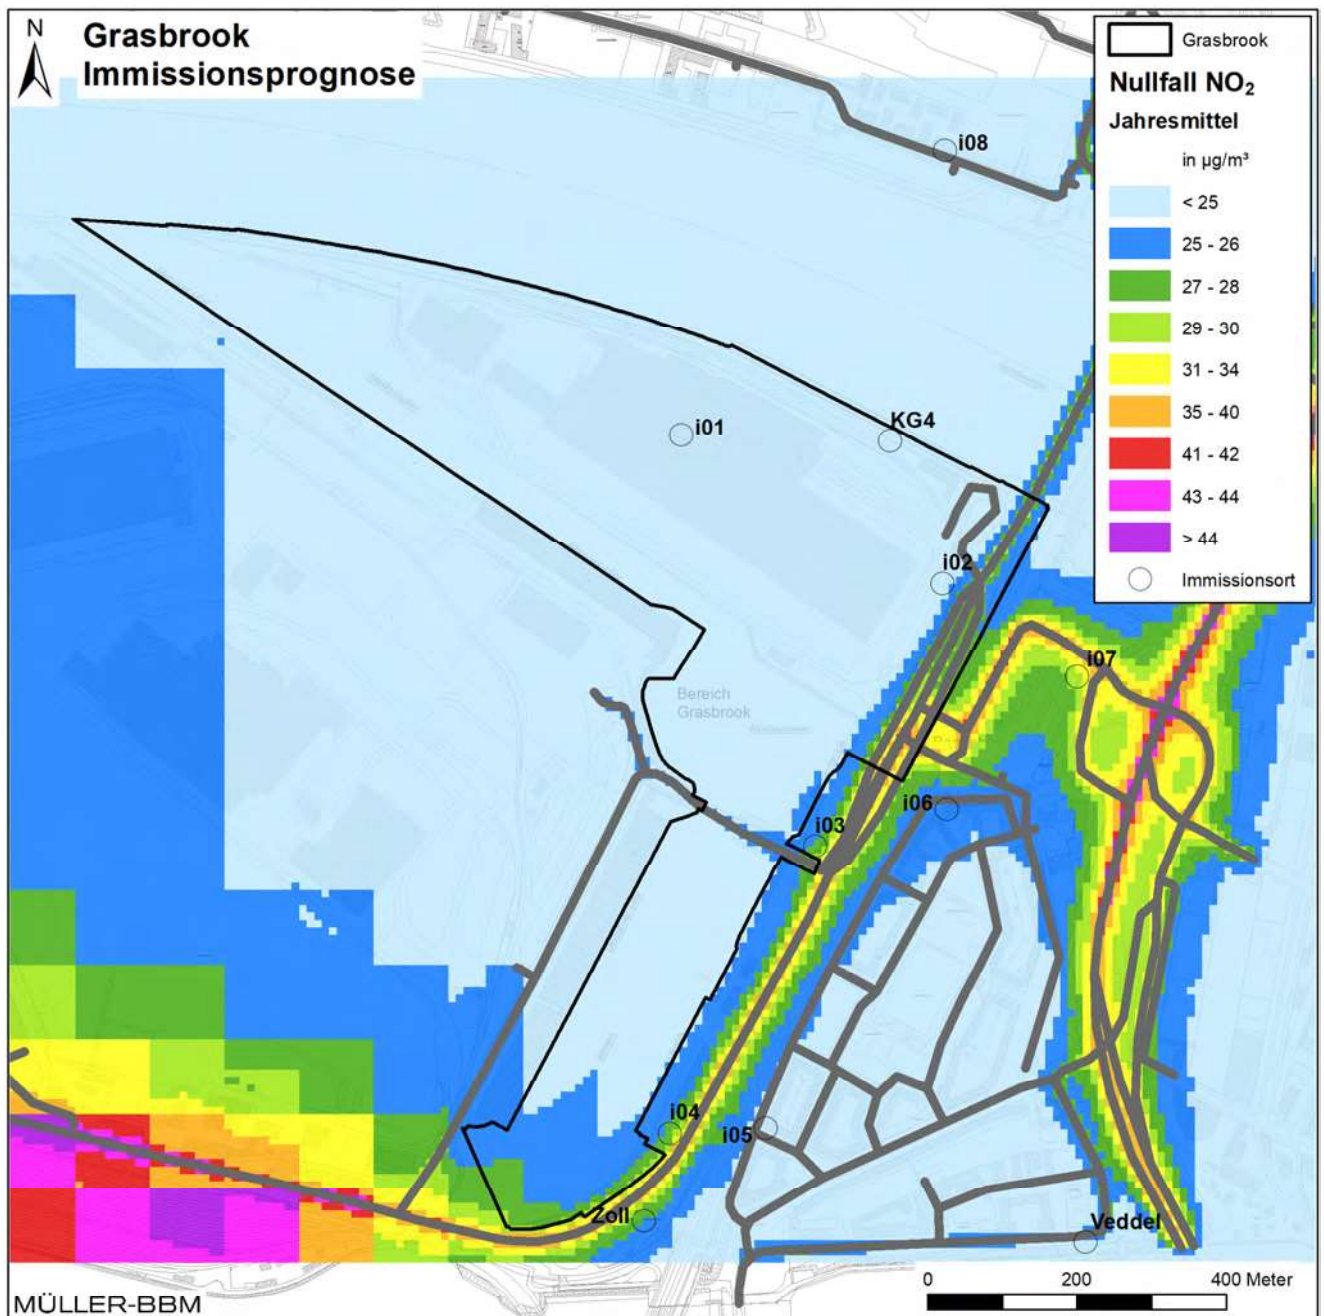 N
Grasbrook
Immissionsprognose
Grasbrook
Nullfall NO₂
Jahresmittel
in µg/m³
< 25
25 - 26
27 - 28
29 - 30
31 - 34
35 - 40
41 - 42
43 - 44
> 44
Immissionsort
i08
i01
KG4
i02
i07
Bereich
Grasbrook
i06
i03
i04
i05
Zoll
Veddel
0 200 400 Meter
MÜLLER-BBM